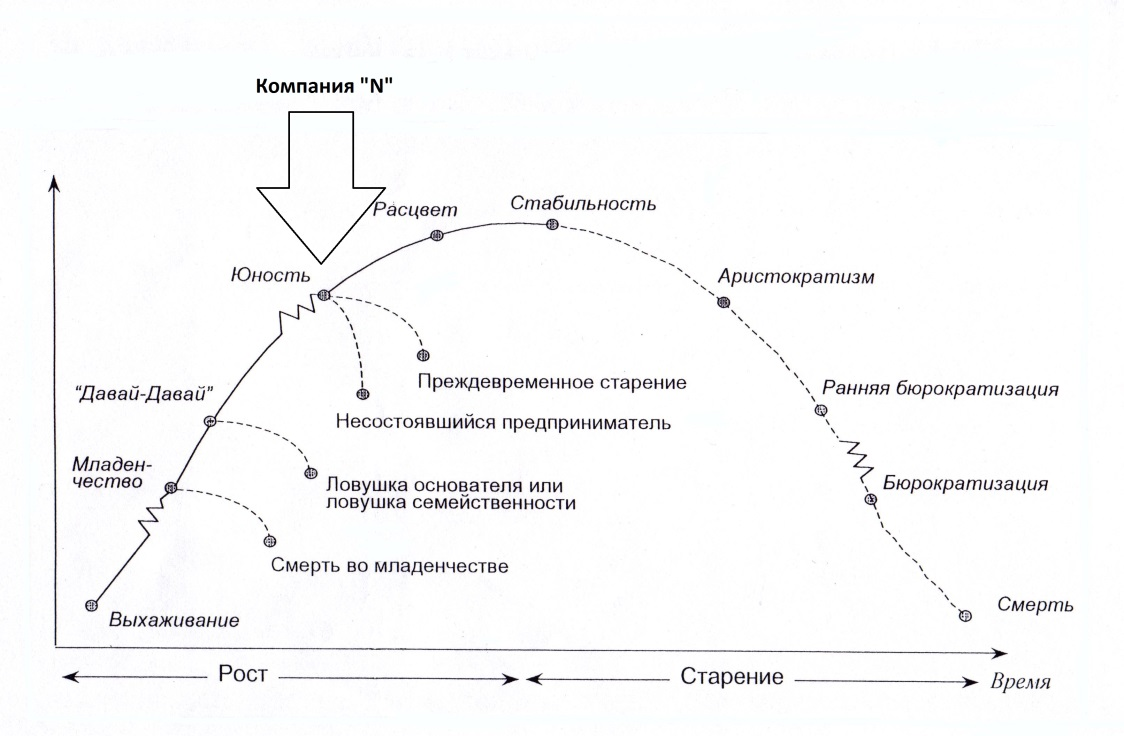 Компания "N"
Расцвет
Стабильность
Юность
Аристократизм
Преждевременное старение
"Давай-Давай"
Ранняя бюрократизация
Несостоявшийся предприниматель
Младен-
чество
Ловушка основателя или
ловушка семейственности
Бюрократизация
Смерть во младенчестве
Смерть
Выхаживание
Рост
Старение
Время